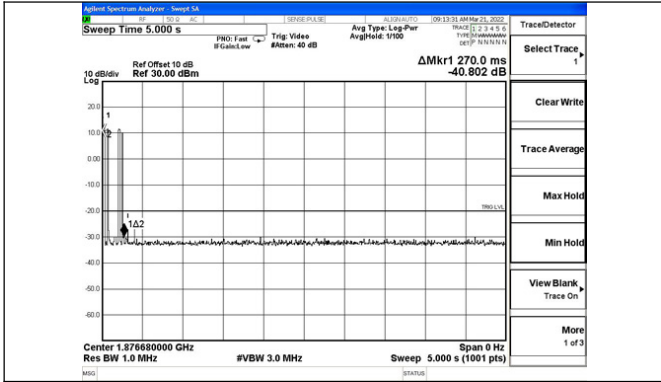 Agilent Spectrum Analyzer - Swept SA
RF 50 Ω AC SENSE:PULSE ALIGN AUTO 09:13:31 AM Mar 21, 2022
Sweep Time 5.000 s
PNO: Fast
IFGain:Low
Trig: Video
#Atten: 40 dB
Avg Type: Log-Pwr
Avg|Hold: 1/100
TRACE 1 2 3 4 5 6
TYPE
DET P N N N N N
Trace/Detector
Select Trace
1
ΔMkr1 270.0 ms
-40.802 dB
Ref Offset 10 dB
10 dB/div Ref 30.00 dBm
Log
Clear Write
20.0
1
10.0
Trace Average
0.00
-10.0
Max Hold
-20.0
TRIG LVL
1Δ2
-30.0
Min Hold
-40.0
-50.0
View Blank
Trace On
-60.0
More
1 of 3
Center 1.876680000 GHz Span 0 Hz
Res BW 1.0 MHz #VBW 3.0 MHz Sweep 5.000 s (1001 pts)
MSG STATUS